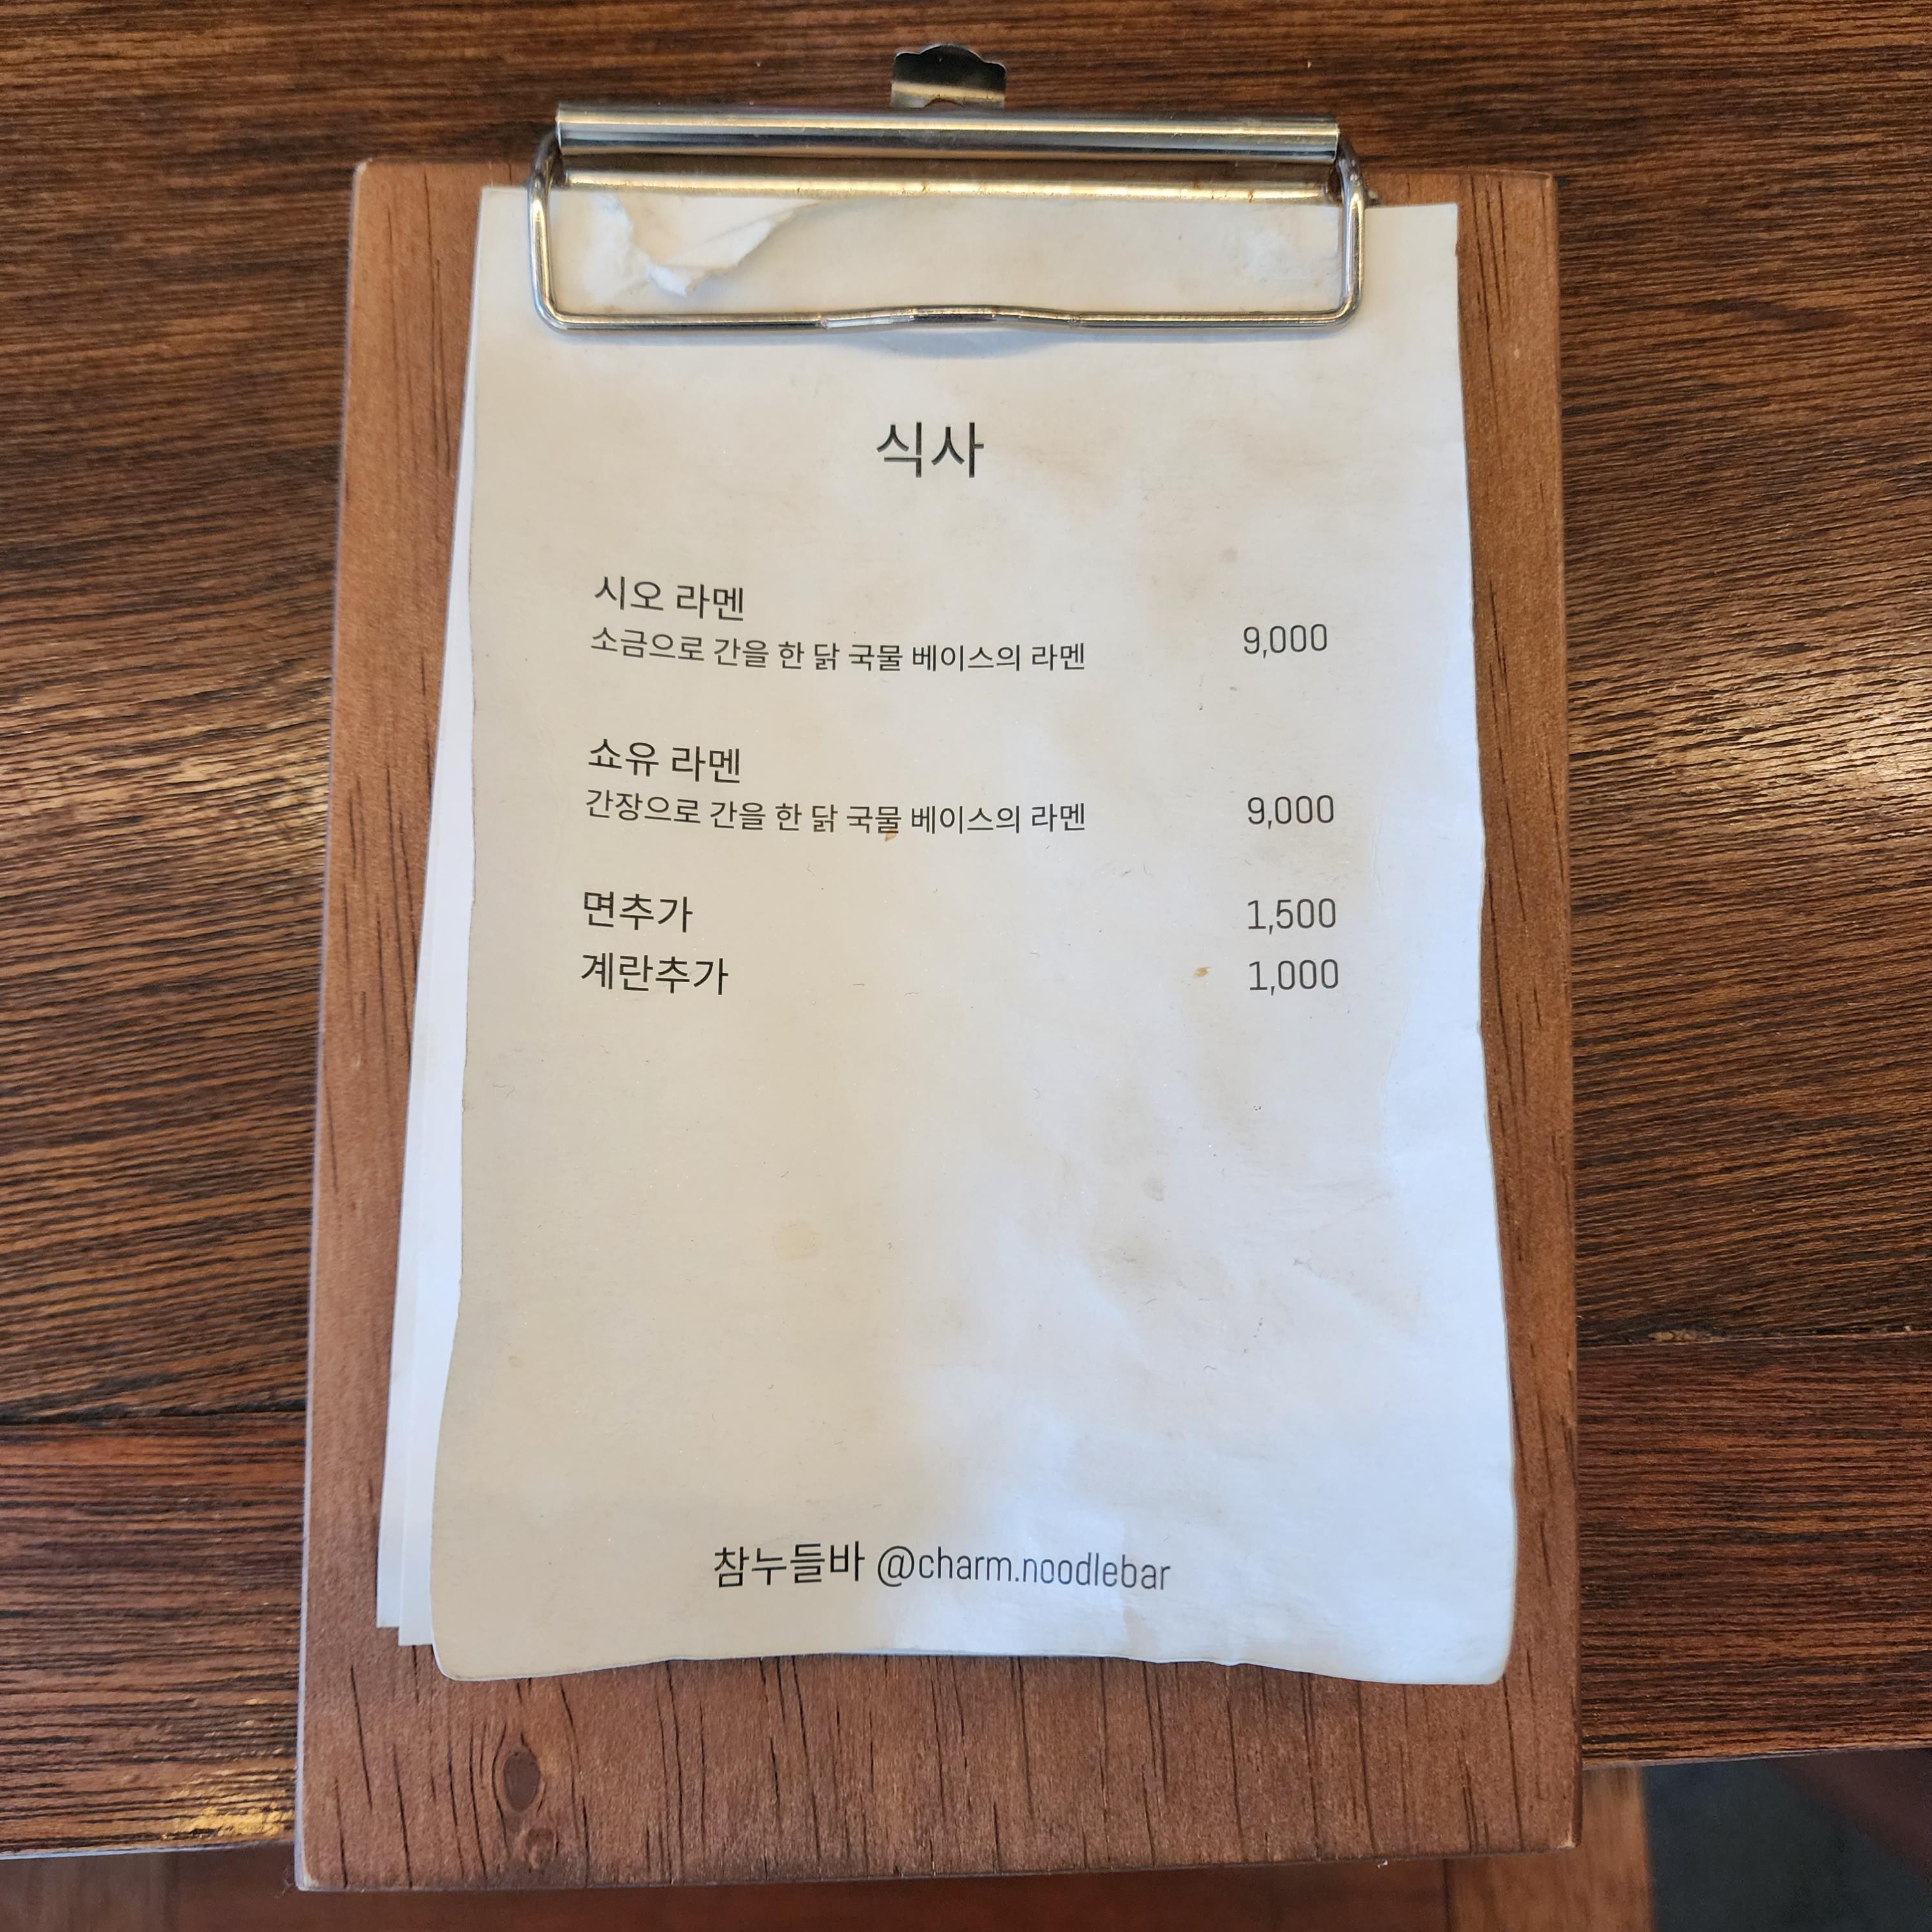 식사
시오 라멘
소금으로 간을 한 닭 국물 베이스의 라멘 9,000
쇼유 라멘
간장으로 간을 한 닭 국물 베이스의 라멘 9,000
면추가 1,500
계란추가 1,000
참누들바 @charm.noodlebar